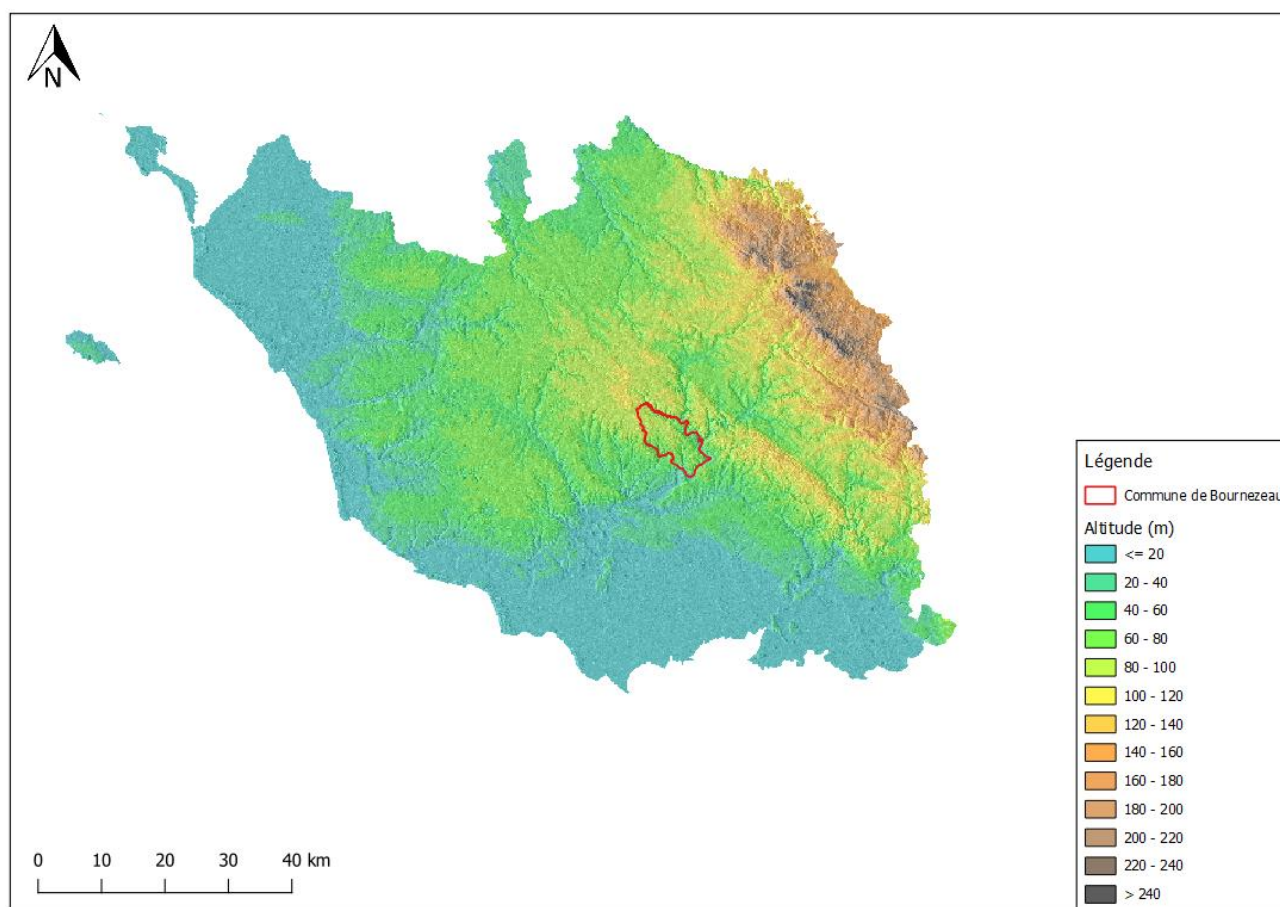 N
Légende
Commune de Bournezeau
Altitude (m)
<= 20
20 - 40
40 - 60
60 - 80
80 - 100
100 - 120
120 - 140
140 - 160
160 - 180
180 - 200
200 - 220
220 - 240
> 240
0 10 20 30 40 km